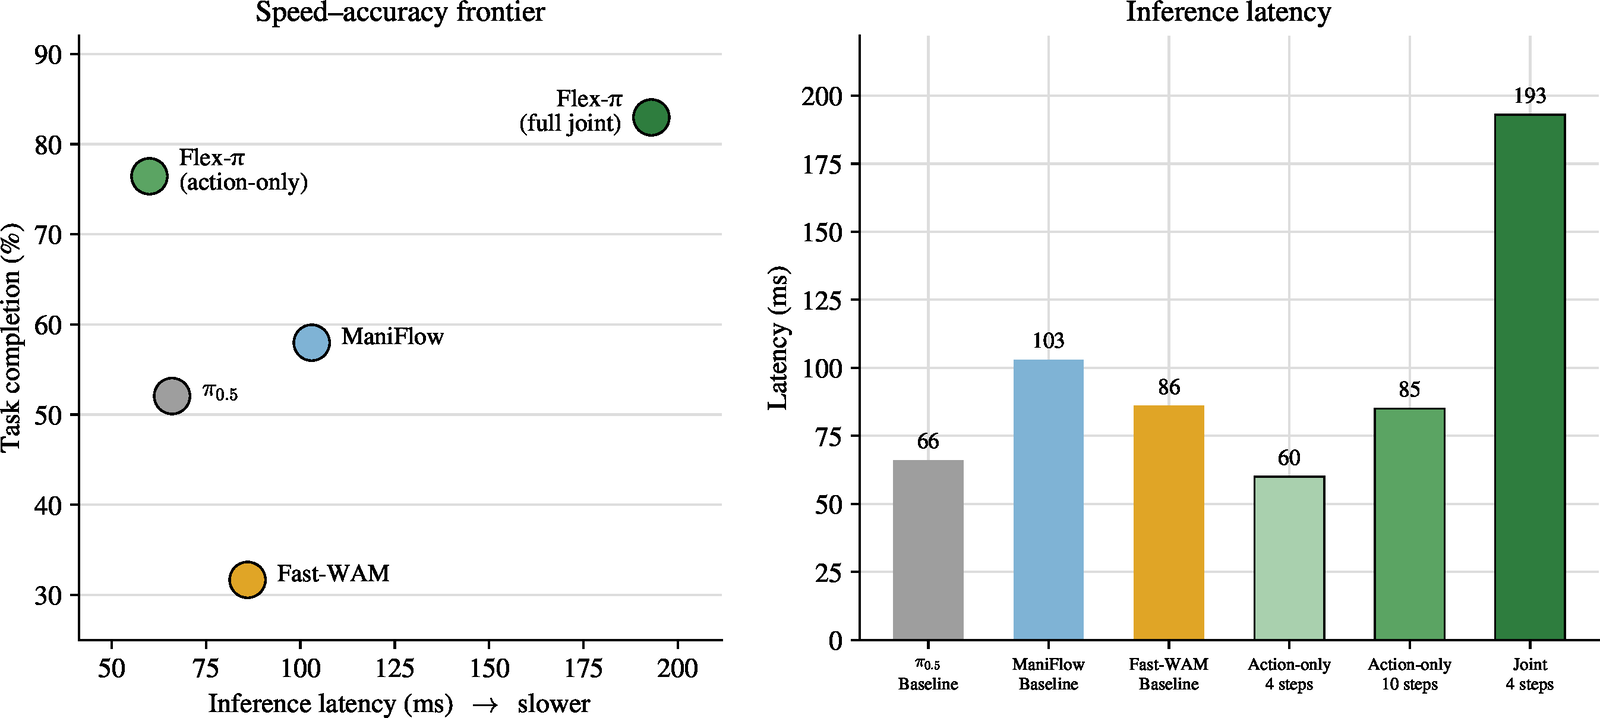 Speed–accuracy frontier
Task completion (%)
90
80
70
60
50
40
30
Flex-π
(full joint)
Flex-π
(action-only)
ManiFlow
π0.5
Fast-WAM
50 75 100 125 150 175 200
Inference latency (ms) → slower
Inference latency
Latency (ms)
200
175
150
125
100
75
50
25
0
66
103
86
60
85
193
π0.5
Baseline
ManiFlow
Baseline
Fast-WAM
Baseline
Action-only
4 steps
Action-only
10 steps
Joint
4 steps